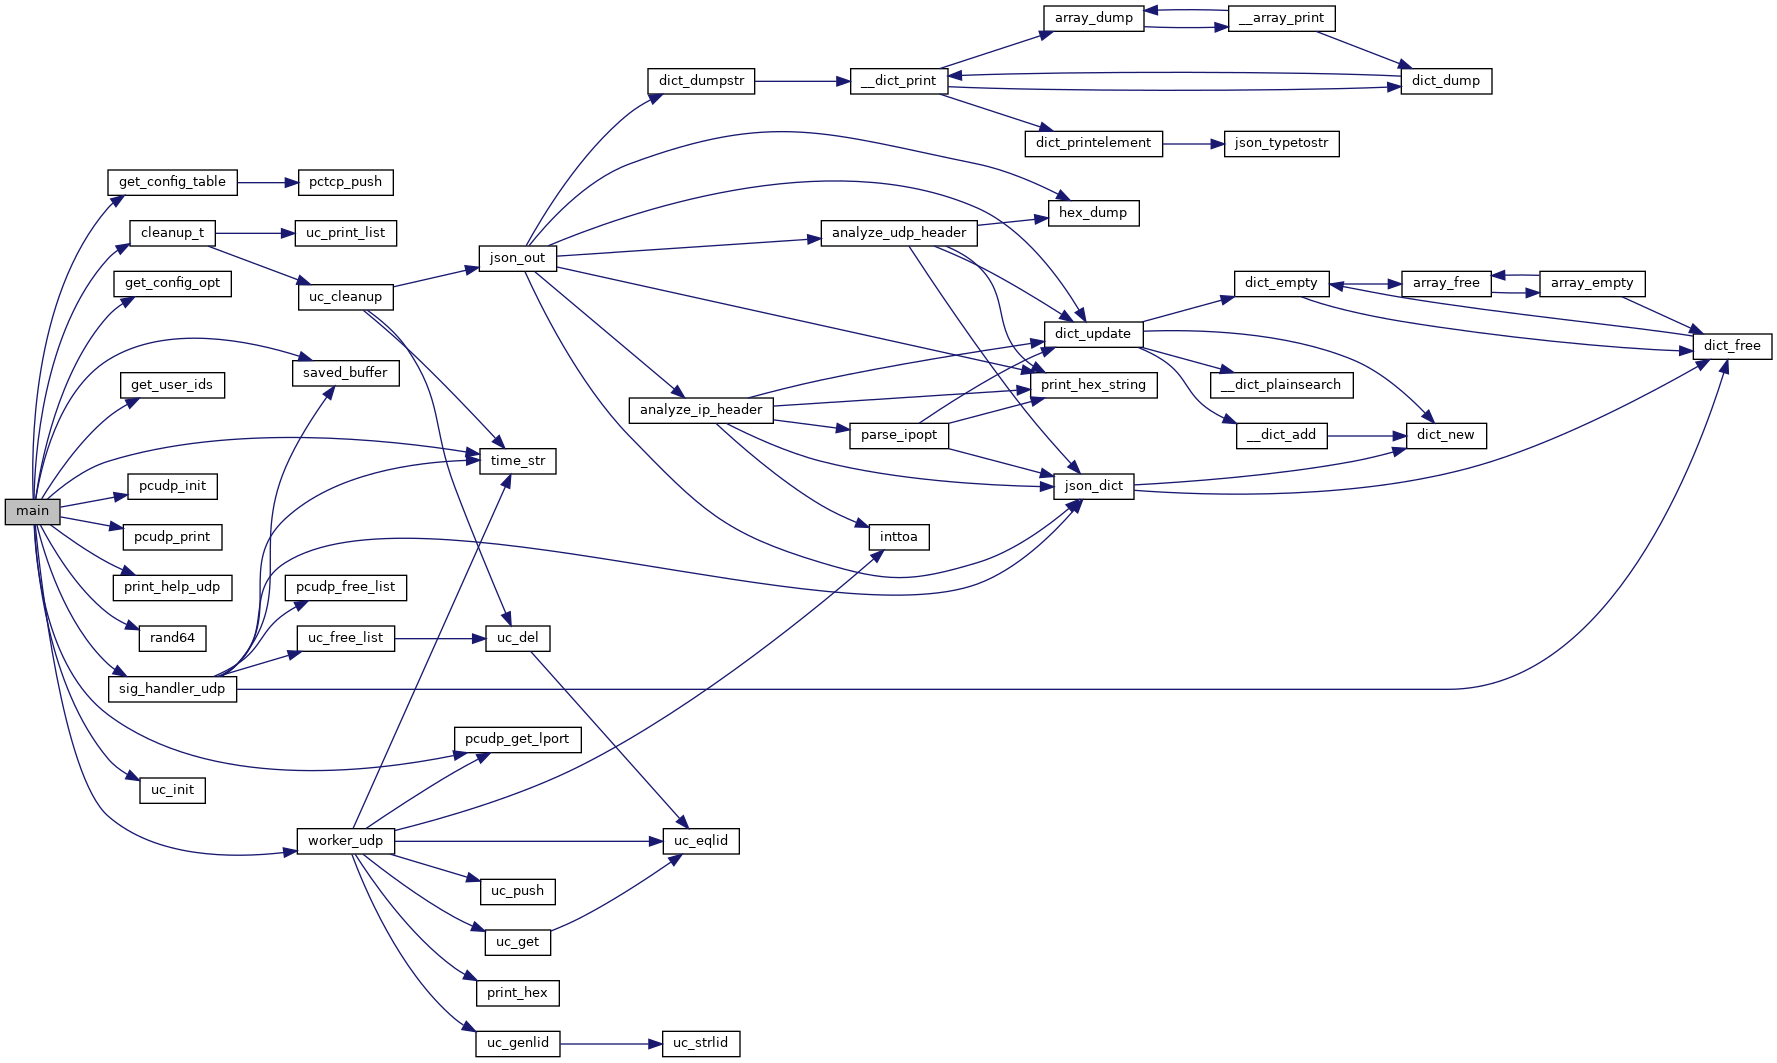 array_dump
__array_print
dict_dumpstr
__dict_print
dict_dump
dict_printelement
json_typetostr
get_config_table
pctcp_push
hex_dump
cleanup_t
uc_print_list
analyze_udp_header
json_out
get_config_opt
uc_cleanup
dict_empty
array_free
array_empty
dict_update
dict_free
saved_buffer
get_user_ids
print_hex_string
__dict_plainsearch
analyze_ip_header
parse_ipopt
__dict_add
dict_new
time_str
pcudp_init
json_dict
main
pcudp_print
inttoa
print_help_udp
pcudp_free_list
rand64
uc_free_list
uc_del
sig_handler_udp
pcudp_get_lport
uc_init
worker_udp
uc_eqlid
uc_push
uc_get
print_hex
uc_genlid
uc_strlid